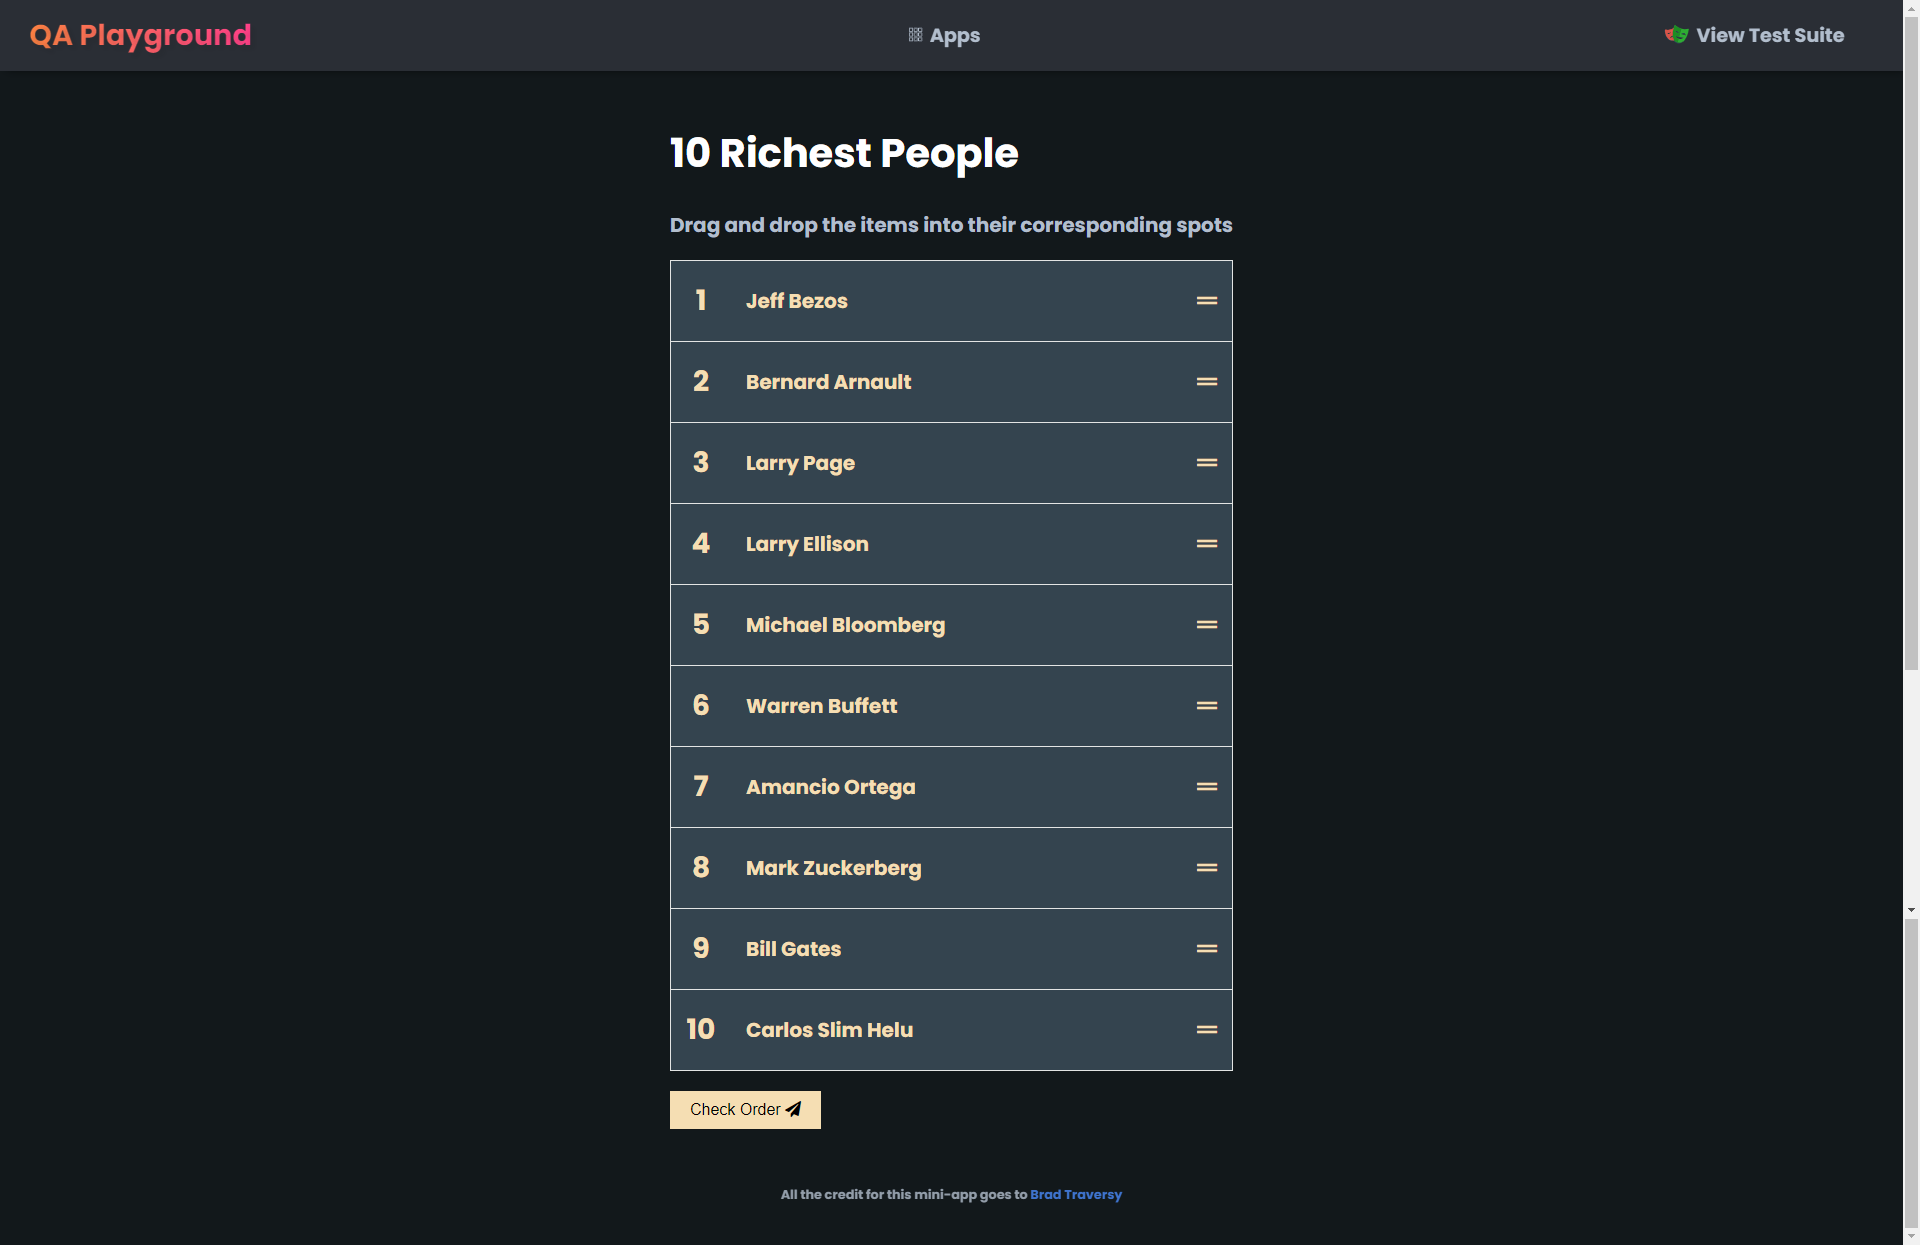 QA Playground
Apps
View Test Suite
10 Richest People
Drag and drop the items into their corresponding spots
1 Jeff Bezos
2 Bernard Arnault
3 Larry Page
4 Larry Ellison
5 Michael Bloomberg
6 Warren Buffett
7 Amancio Ortega
8 Mark Zuckerberg
9 Bill Gates
10 Carlos Slim Helu
Check Order
All the credit for this mini-app goes to Brad Traversy